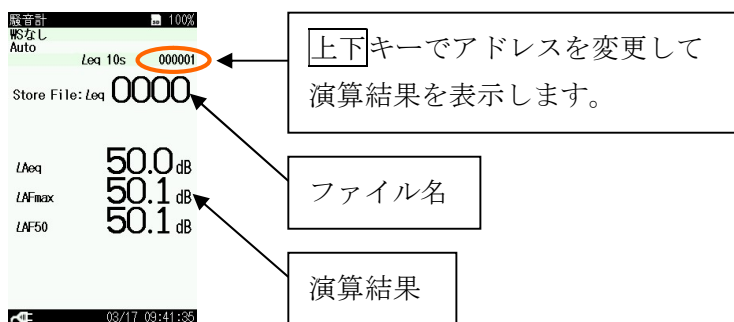 騒音計 100%
WSなし
Auto
Leq 10s 000001
Store File:Leq 0000
LAeq 50.0 dB
LAFmax 50.1 dB
LAF50 50.1 dB
03/17 09:41:35
上下キーでアドレスを変更して
演算結果を表示します。
ファイル名
演算結果